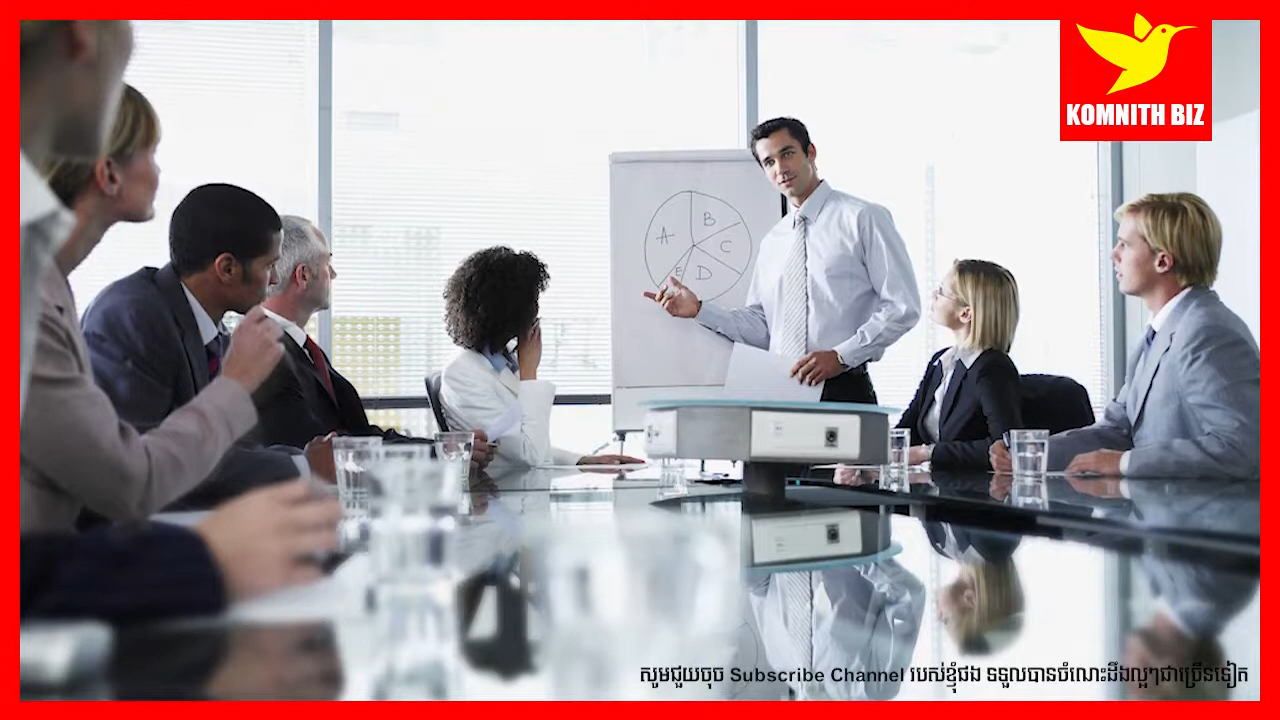 KOMNITH BIZ
A
B
C
D
E
សូមជួយចុច Subscribe Channel របស់ខ្ញុំផង ទទួលបានចំណេះដឹងល្អៗជាច្រើនទៀត